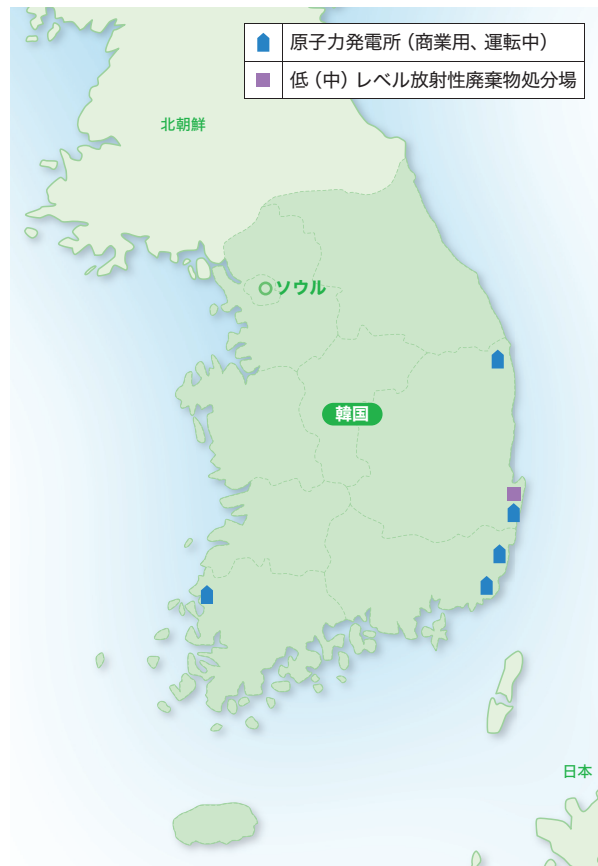 原子力発電所（商業用、運転中）
低（中）レベル放射性廃棄物処分場
北朝鮮
ソウル
韓国
日本